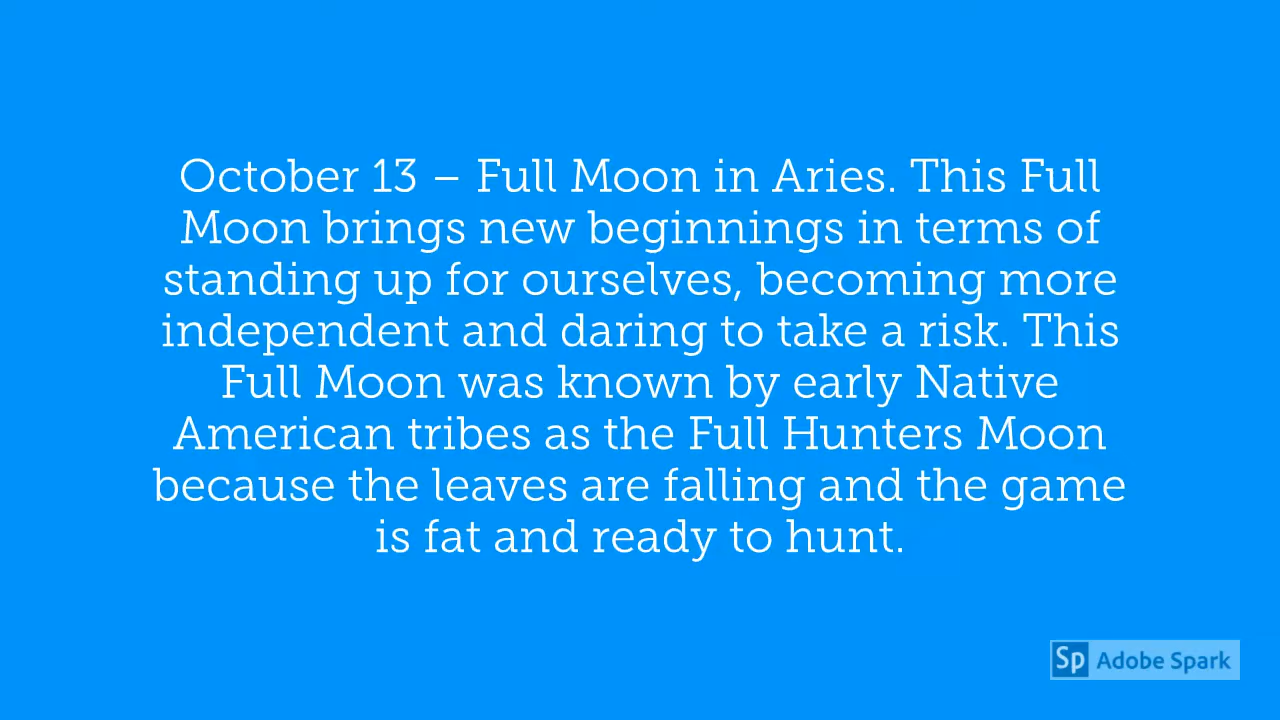 October 13 – Full Moon in Aries. This Full
Moon brings new beginnings in terms of
standing up for ourselves, becoming more
independent and daring to take a risk. This
Full Moon was known by early Native
American tribes as the Full Hunters Moon
because the leaves are falling and the game
is fat and ready to hunt.
Sp Adobe Spark